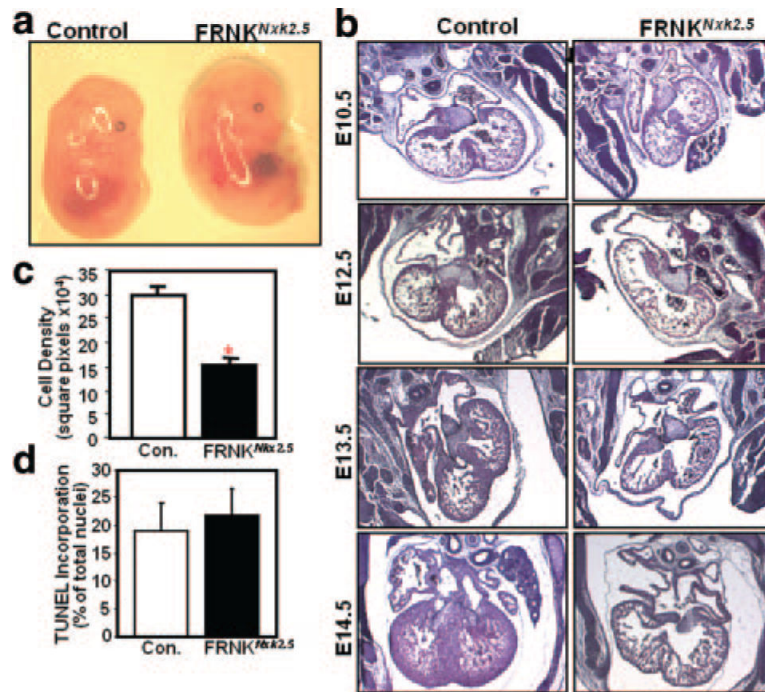 a
Control
FRNK^Nxk2.5
b
Control
FRNK^Nxk2.5
E10.5
E12.5
E13.5
E14.5
c
Cell Density
(square pixels x10⁴)
35
30
25
20
15
10
5
0
*
Con.
FRNK^Nkx2.5
d
TUNEL Incorporation
(% of total nuclei)
30
25
20
15
10
5
0
Con.
FRNK^Nxk2.5